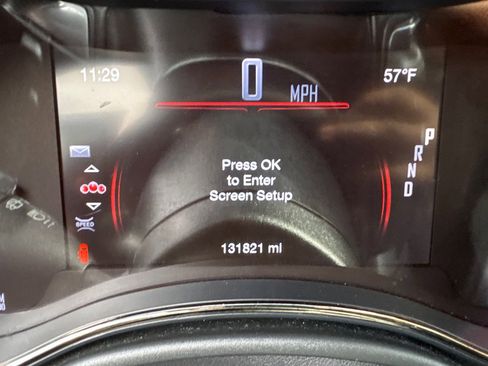 11:29
0 MPH
57°F
P
R
N
D
Press OK
to Enter
Screen Setup
SPEED
131821 mi